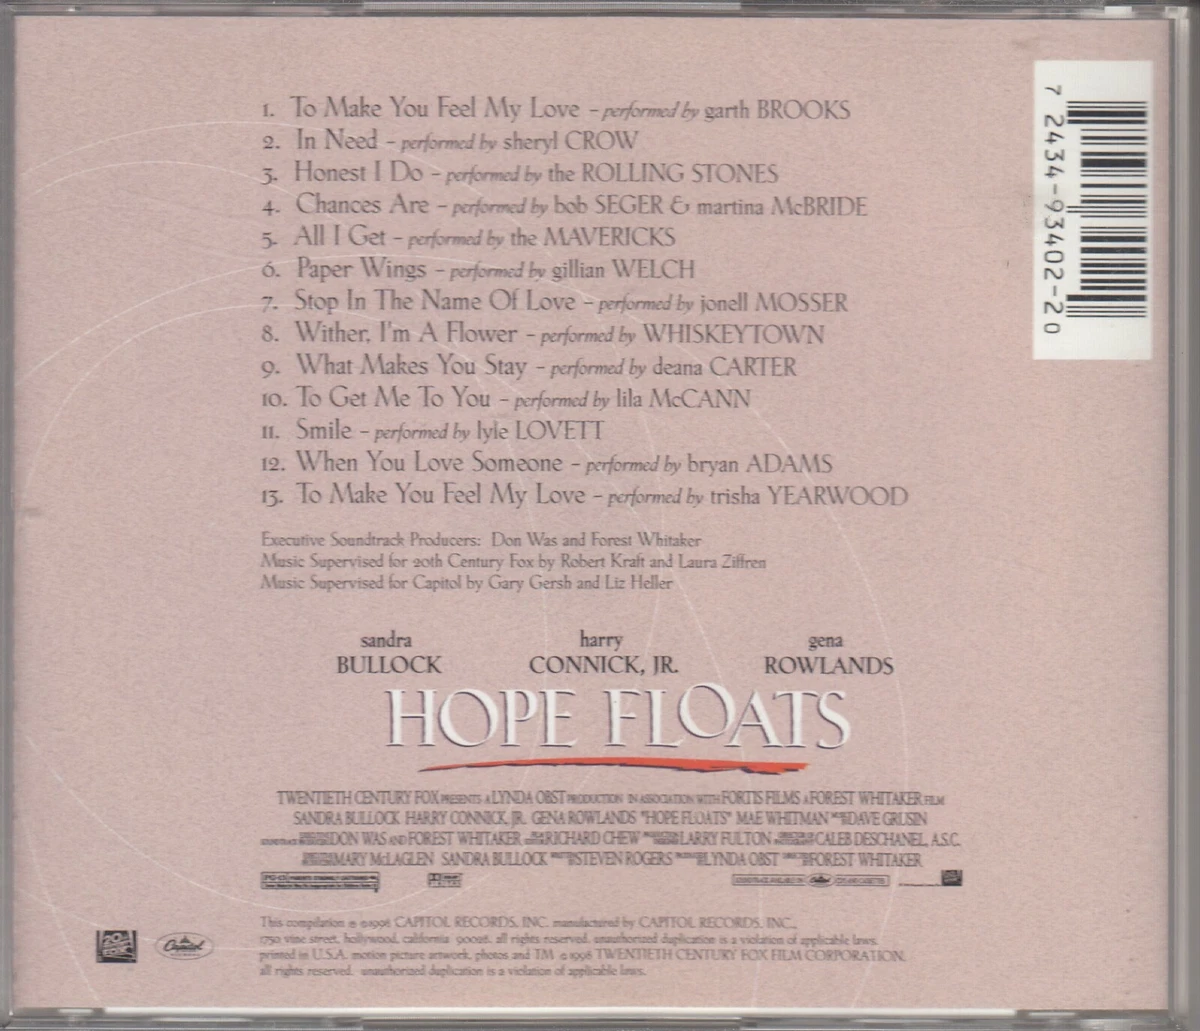 1. To Make You Feel My Love – performed by garth BROOKS
2. In Need – performed by sheryl CROW
3. Honest I Do – performed by the ROLLING STONES
4. Chances Are – performed by bob SEGER & martina McBRIDE
5. All I Get – performed by the MAVERICKS
6. Paper Wings – performed by gillian WELCH
7. Stop In The Name Of Love – performed by jonell MOSSER
8. Wither, I'm A Flower – performed by WHISKEYTOWN
9. What Makes You Stay – performed by deana CARTER
10. To Get Me To You – performed by lila McCANN
11. Smile – performed by lyle LOVETT
12. When You Love Someone – performed by bryan ADAMS
13. To Make You Feel My Love – performed by trisha YEARWOOD
7 24434-93402-2 0
Executive Soundtrack Producers: Don Was and Forest Whitaker
Music Supervised for 20th Century Fox by Robert Kraft and Laura Ziffren
Music Supervised for Capitol by Gary Gersh and Liz Heller
sandra BULLOCK
harry CONNICK, JR.
gena ROWLANDS
HOPE FLOATS
TWENTIETH CENTURY FOX PRESENTS A LYNDA OBST PRODUCTION IN ASSOCIATION WITH FORTIS FILMS A FOREST WHITAKER FILM
SANDRA BULLOCK HARRY CONNICK, JR. GENA ROWLANDS "HOPE FLOATS" MAE WHITMAN DAVE GRUSIN
DON WAS AND FOREST WHITAKER RICHARD CHEW LARRY FULTON CALEB DESCHANEL, A.S.C.
MARY McLAGLEN SANDRA BULLOCK STEVEN ROGERS LYNDA OBST FOREST WHITAKER
Capitol
This compilation ℗ © 1998 CAPITOL RECORDS, INC. manufactured by CAPITOL RECORDS, INC.,
1750 vine street, hollywood, california 90028. all rights reserved. unauthorized duplication is a violation of applicable laws.
printed in U.S.A. motion picture artwork, photos and TM © 1998 TWENTIETH CENTURY FOX FILM CORPORATION.
all rights reserved. unauthorized duplication is a violation of applicable laws.
Capitol